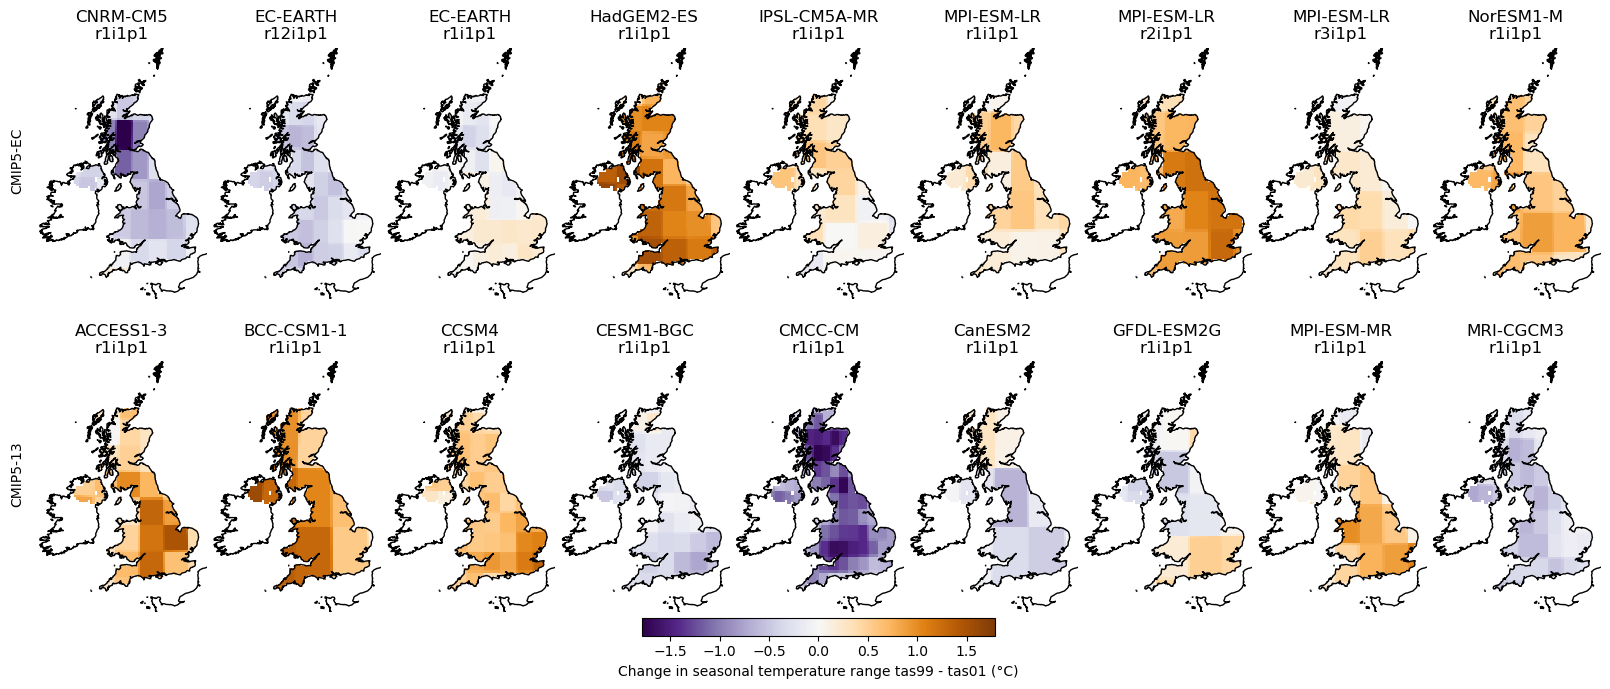 CNRM-CM5
r1i1p1
EC-EARTH
r12i1p1
EC-EARTH
r1i1p1
HadGEM2-ES
r1i1p1
IPSL-CM5A-MR
r1i1p1
MPI-ESM-LR
r1i1p1
MPI-ESM-LR
r2i1p1
MPI-ESM-LR
r3i1p1
NorESM1-M
r1i1p1
CMIP5-EC
ACCESS1-3
r1i1p1
BCC-CSM1-1
r1i1p1
CCSM4
r1i1p1
CESM1-BGC
r1i1p1
CMCC-CM
r1i1p1
CanESM2
r1i1p1
GFDL-ESM2G
r1i1p1
MPI-ESM-MR
r1i1p1
MRI-CGCM3
r1i1p1
CMIP5-13
−1.5 −1.0 −0.5 0.0 0.5 1.0 1.5
Change in seasonal temperature range tas99 - tas01 (°C)